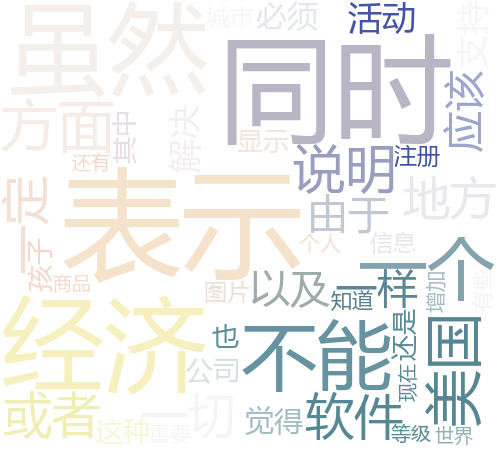 城市
必须
活动
支持
虽然
同时
方面
其中
解决
显示
应该
说明
注册
还有
一定
表示
由于
地方
孩子
个人
信息
一个
商品
图片
以及
知道
一样
增加
有些
经济
也
不能
还是
美国
公司
现在
或者
这种
一切
重要
觉得
软件
等级
世界